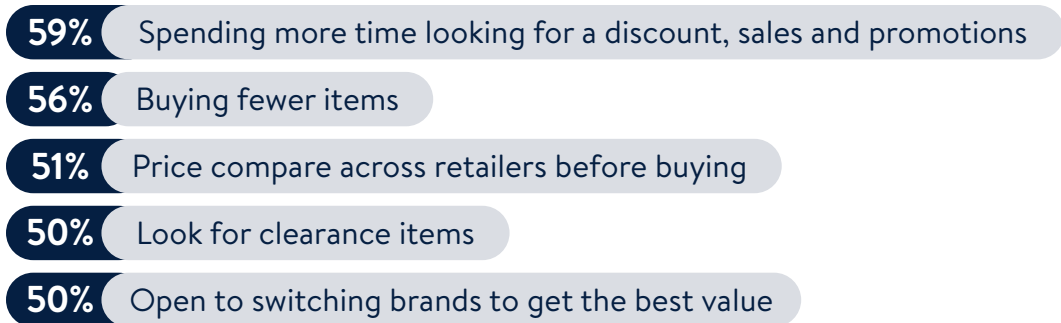 59% Spending more time looking for a discount, sales and promotions
56% Buying fewer items
51% Price compare across retailers before buying
50% Look for clearance items
50% Open to switching brands to get the best value